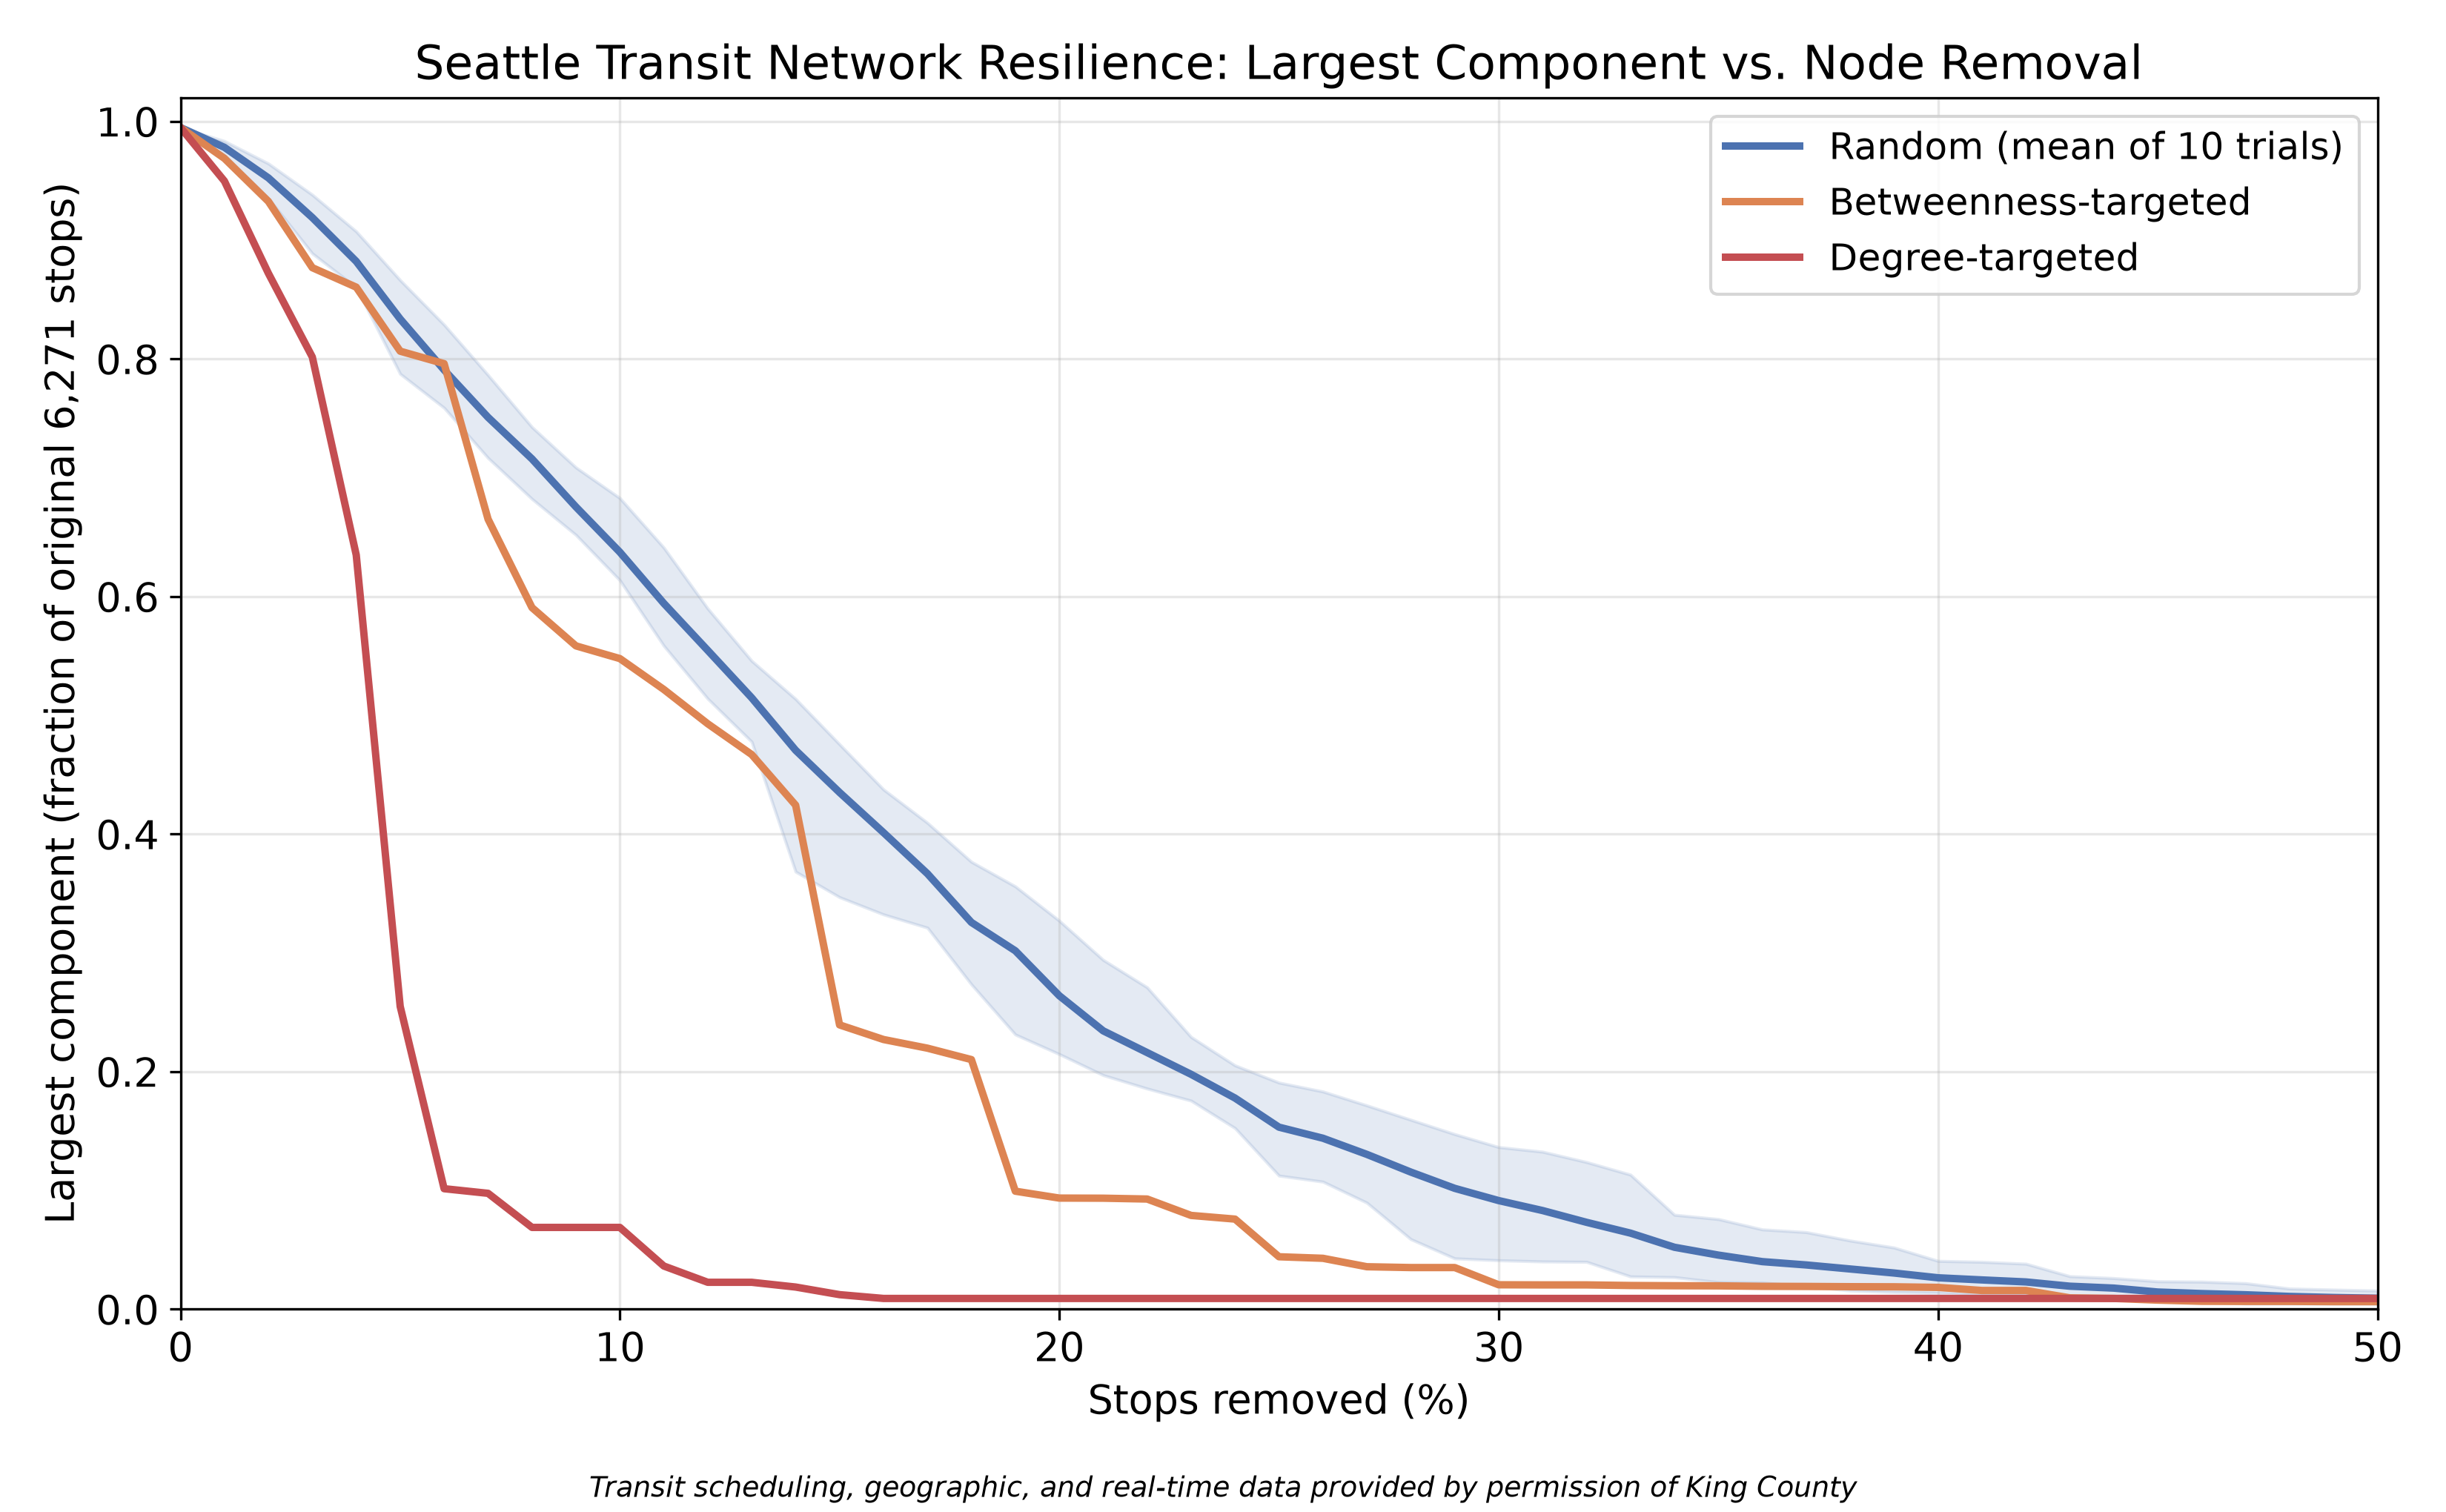 Seattle Transit Network Resilience: Largest Component vs. Node Removal
Random (mean of 10 trials)
Betweenness-targeted
Degree-targeted
Largest component (fraction of original 6,271 stops)
1.0
0.8
0.6
0.4
0.2
0.0
0 10 20 30 40 50
Stops removed (%)
Transit scheduling, geographic, and real-time data provided by permission of King County